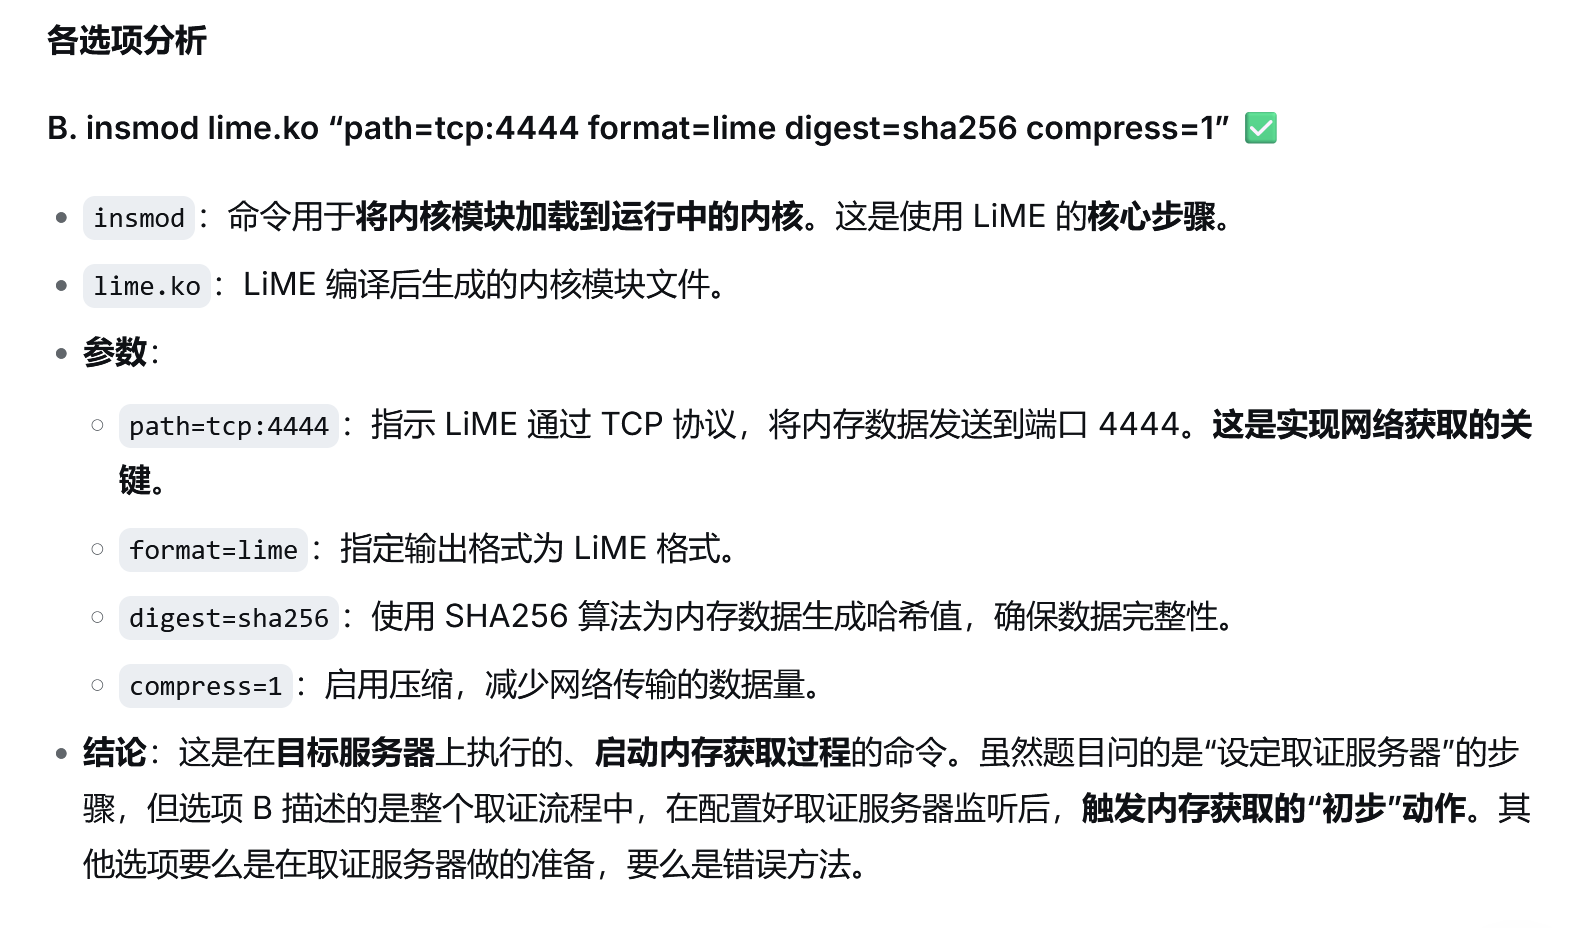 各选项分析
B. insmod lime.ko “path=tcp:4444 format=lime digest=sha256 compress=1” ✅
insmod：命令用于将内核模块加载到运行中的内核。这是使用 LiME 的核心步骤。
lime.ko：LiME 编译后生成的内核模块文件。
参数：
path=tcp:4444：指示 LiME 通过 TCP 协议，将内存数据发送到端口 4444。这是实现网络获取的关
键。
format=lime：指定输出格式为 LiME 格式。
digest=sha256：使用 SHA256 算法为内存数据生成哈希值，确保数据完整性。
compress=1：启用压缩，减少网络传输的数据量。
结论：这是在目标服务器上执行的、启动内存获取过程的命令。虽然题目问的是“设定取证服务器”的步
骤，但选项 B 描述的是整个取证流程中，在配置好取证服务器监听后，触发内存获取的“初步”动作。其
他选项要么是在取证服务器做的准备，要么是错误方法。